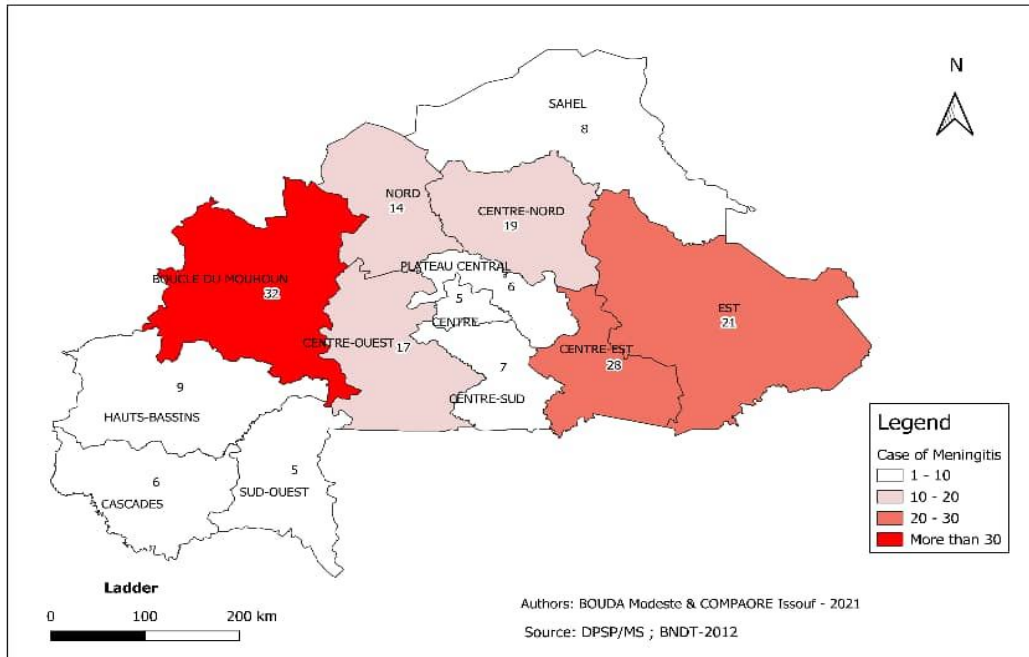 N
SAHEL
8
NORD
14
CENTRE-NORD
19
BOUCLE DU MOUHOUN
32
PLATEAU CENTRAL
6
5
CENTRE
EST
21
CENTRE-OUEST 17
CENTRE-EST
28
7
CENTRE-SUD
9
HAUTS-BASSINS
6
CASCADES
5
SUD-OUEST
Legend
Case of Meningitis
1 - 10
10 - 20
20 - 30
More than 30
Ladder
0 100 200 km
Authors: BOUDA Modeste & COMPAORE Issouf - 2021
Source: DPSP/MS ; BNDT-2012